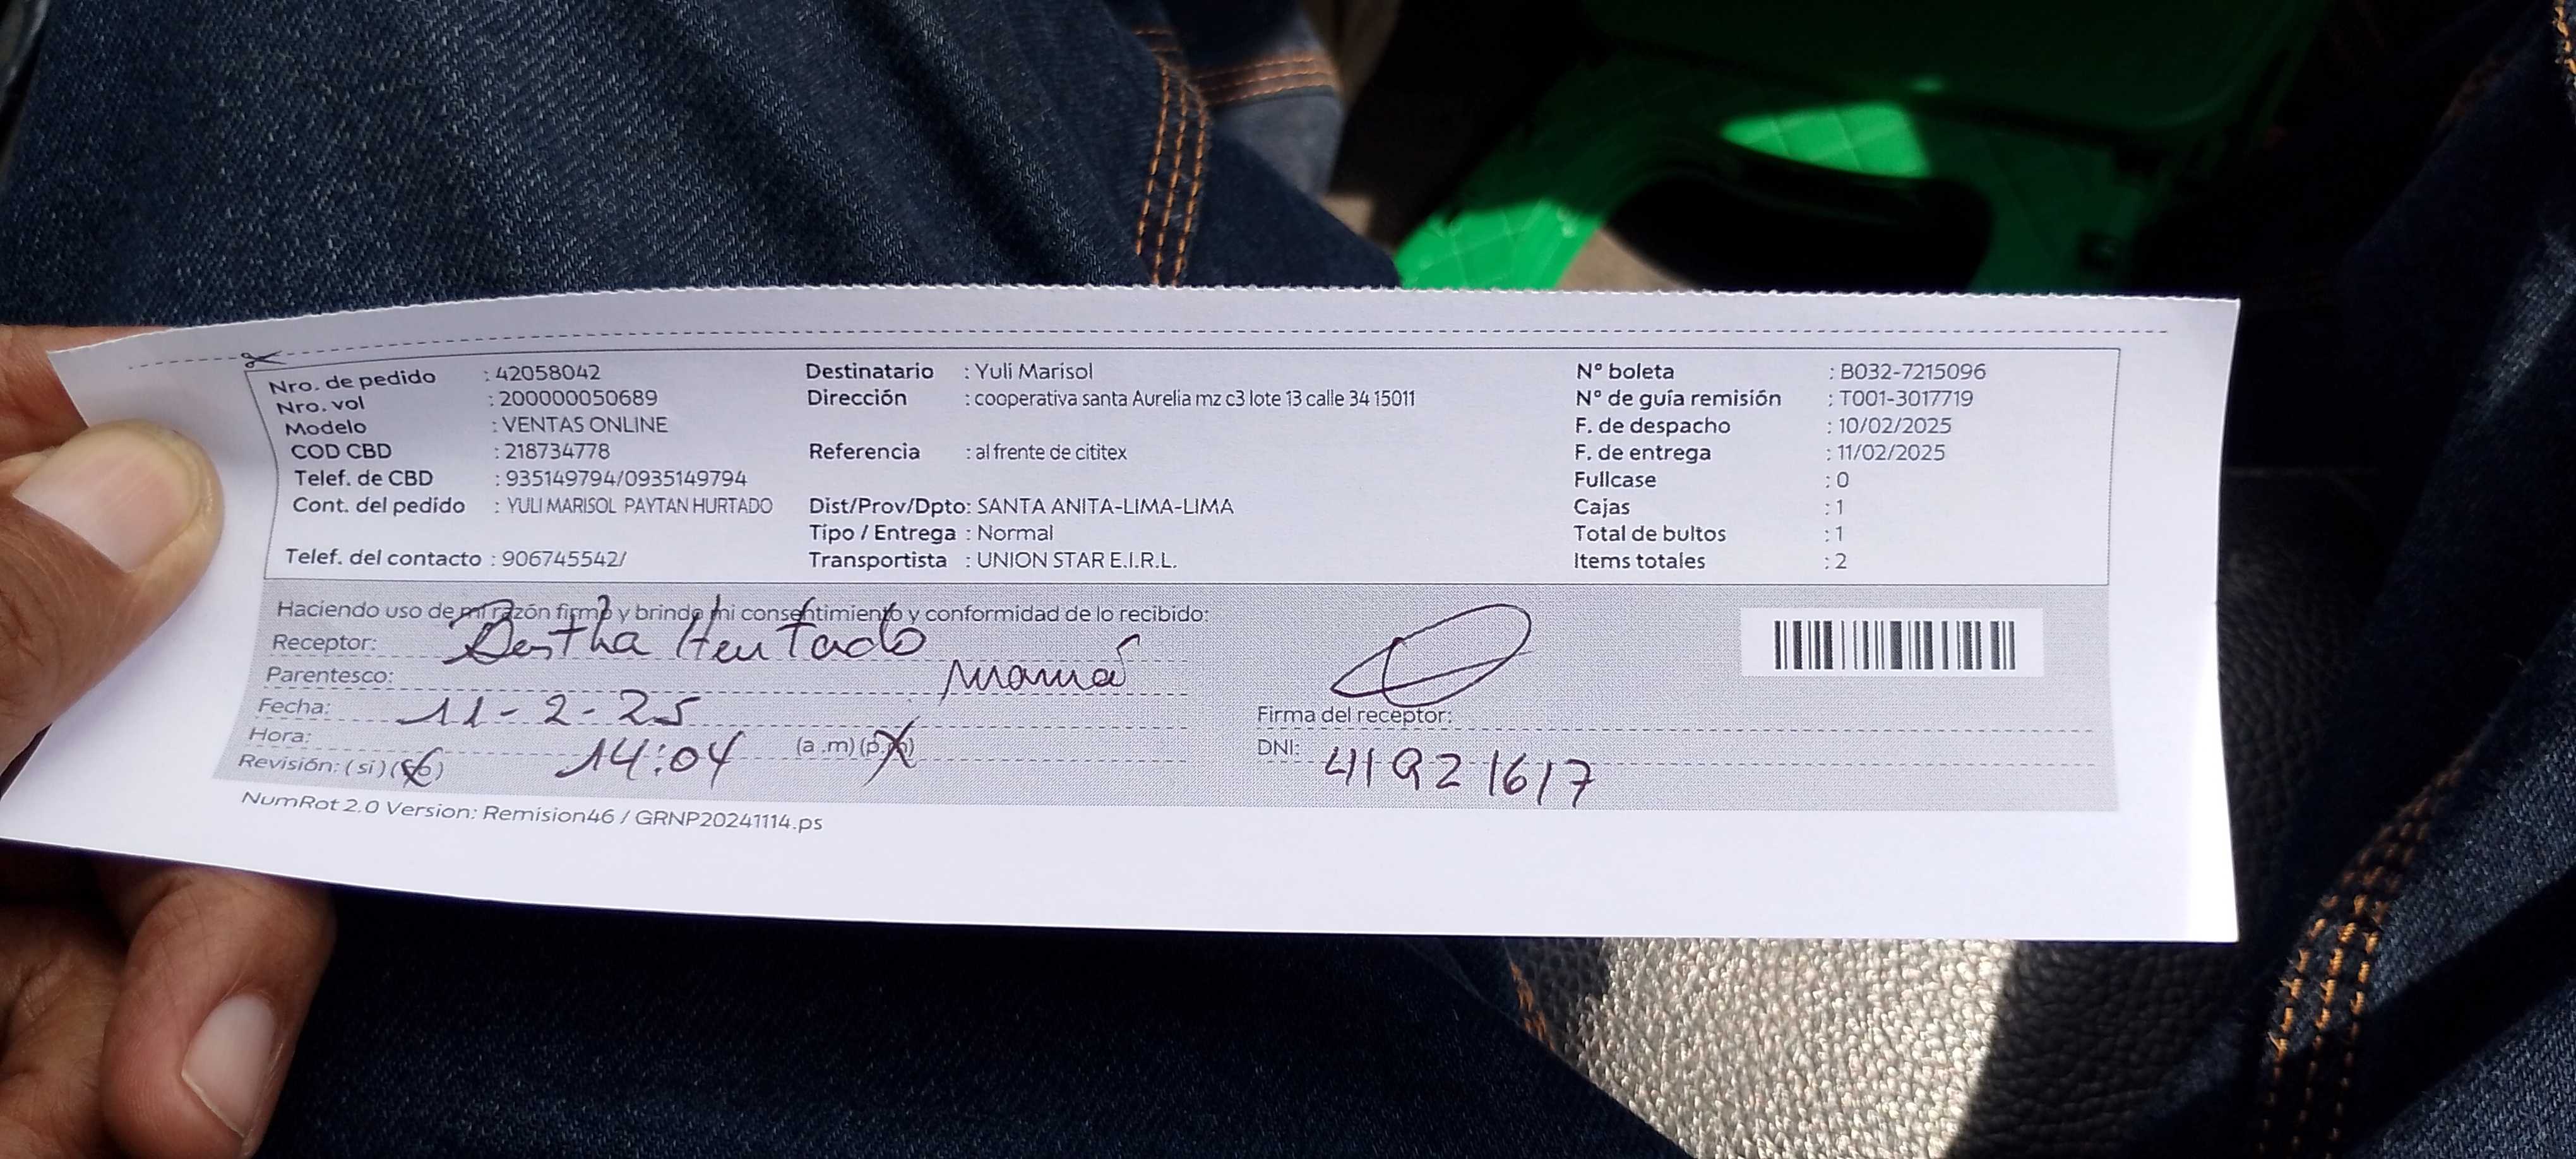 Nro. de pedido : 42058042
Nro. vol : 200000050689
Modelo : VENTAS ONLINE
COD CBD : 218734778
Telef. de CBD : 935149794/0935149794
Cont. del pedido : YULI MARISOL PAYTAN HURTADO
Telef. del contacto : 906745542/
Destinatario : Yuli Marisol
Dirección : cooperativa santa Aurelia mz c3 lote 13 calle 34 15011
Referencia : al frente de cititex
Dist/Prov/Dpto: SANTA ANITA-LIMA-LIMA
Tipo / Entrega : Normal
Transportista : UNION STAR E.I.R.L.
N° boleta : B032-7215096
N° de guía remisión : T001-3017719
F. de despacho : 10/02/2025
F. de entrega : 11/02/2025
Fullcase : 0
Cajas : 1
Total de bultos : 1
Items totales : 2
Haciendo uso de mi razón firmo y brindo mi consentimiento y conformidad de lo recibido:
Receptor: Bertha Hurtado
Parentesco: Mamá
Fecha: 11-2-25
Hora: 14:04 (a .m) (p.m)
Revisión: ( si ) (no)
Firma del receptor:
DNI: 41921617
NumRot 2.0 Version: Remision46 / GRNP20241114.ps